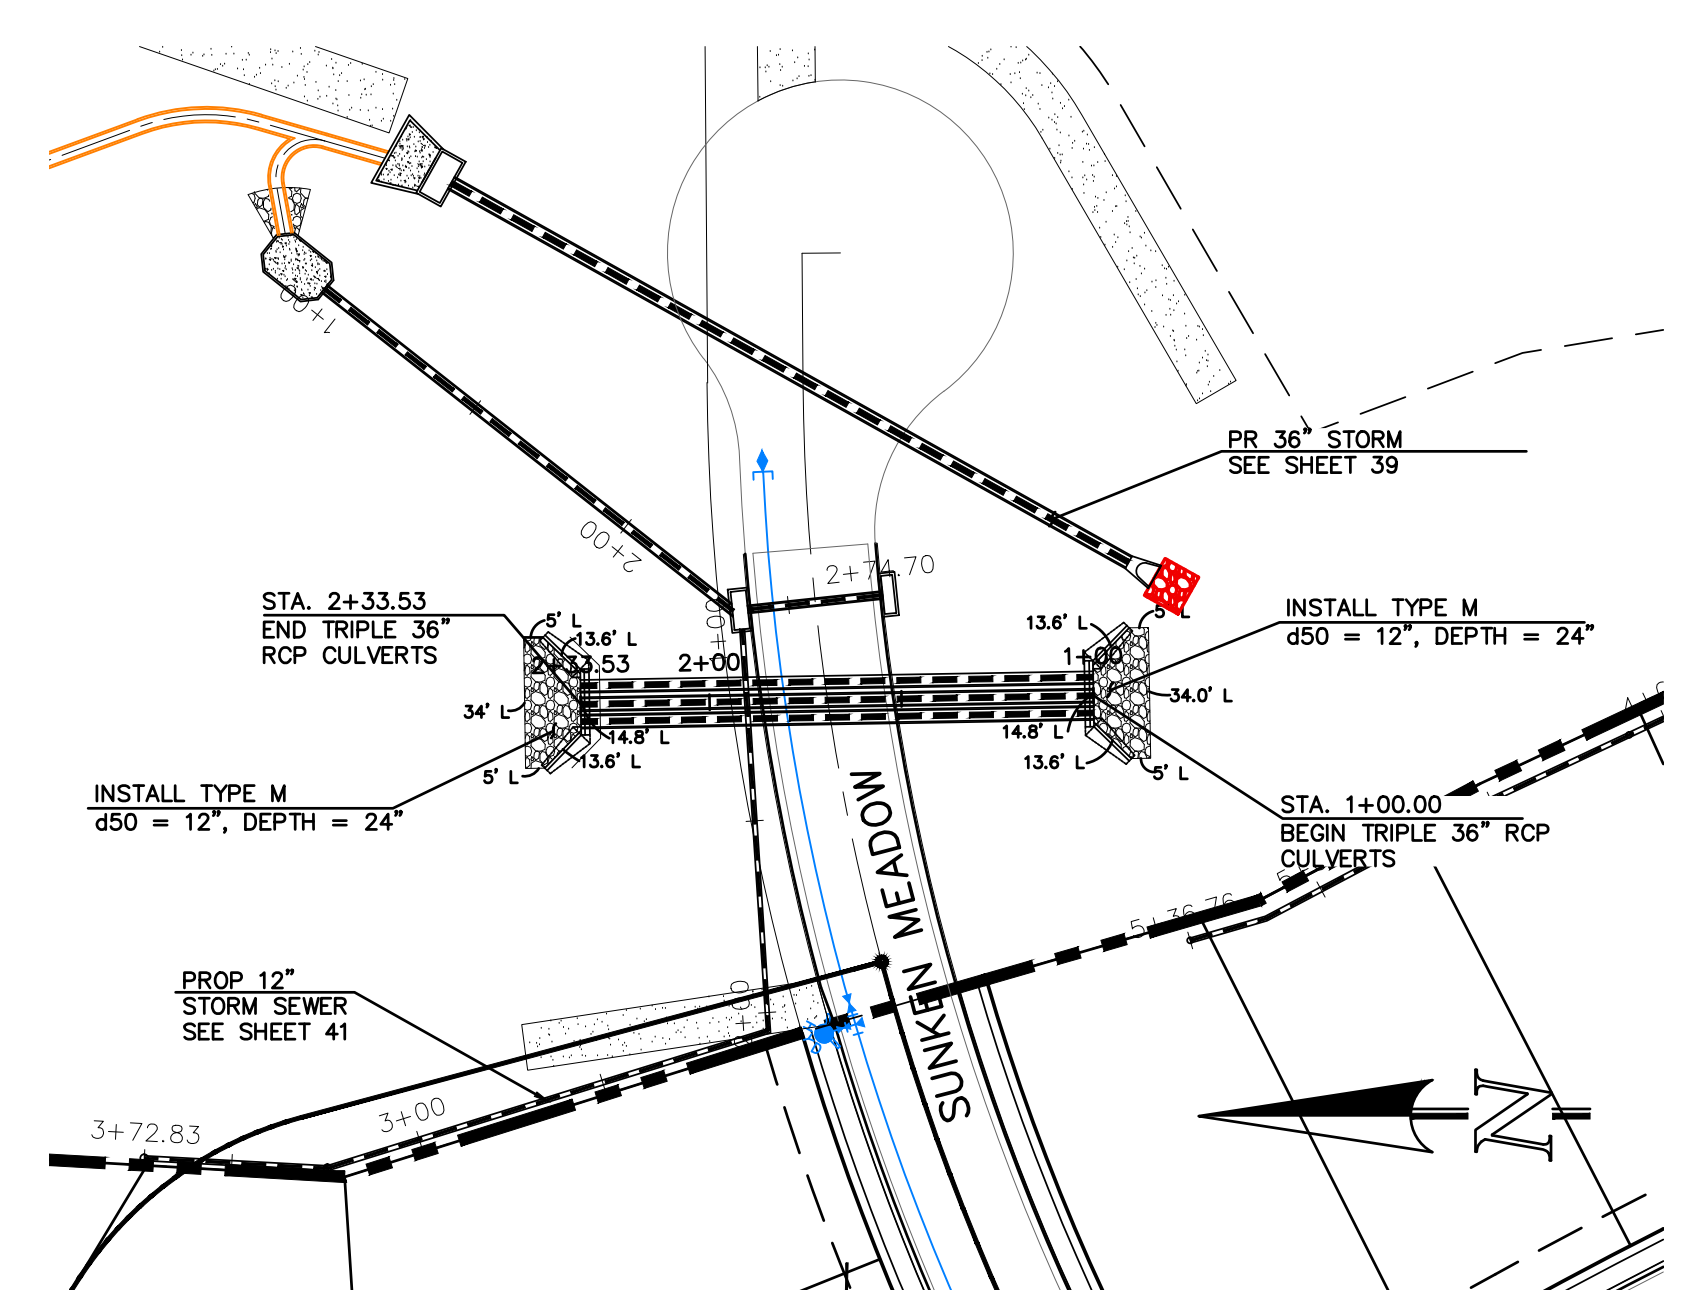 PR 36" STORM
SEE SHEET 39
1+00
2+00
2+74.70
STA. 2+33.53
END TRIPLE 36"
RCP CULVERTS
5' L
13.6' L
2+33.53
2+00
1+00
13.6' L
5' L
INSTALL TYPE M
d50 = 12", DEPTH = 24"
34' L
14.8' L
13.6' L
5' L
34.0' L
14.8' L
13.6' L
5' L
INSTALL TYPE M
d50 = 12", DEPTH = 24"
STA. 1+00.00
BEGIN TRIPLE 36" RCP
CULVERTS
SUNKEN MEADOW
5+36.76
PROP 12"
STORM SEWER
SEE SHEET 41
3+72.83
3+00
N